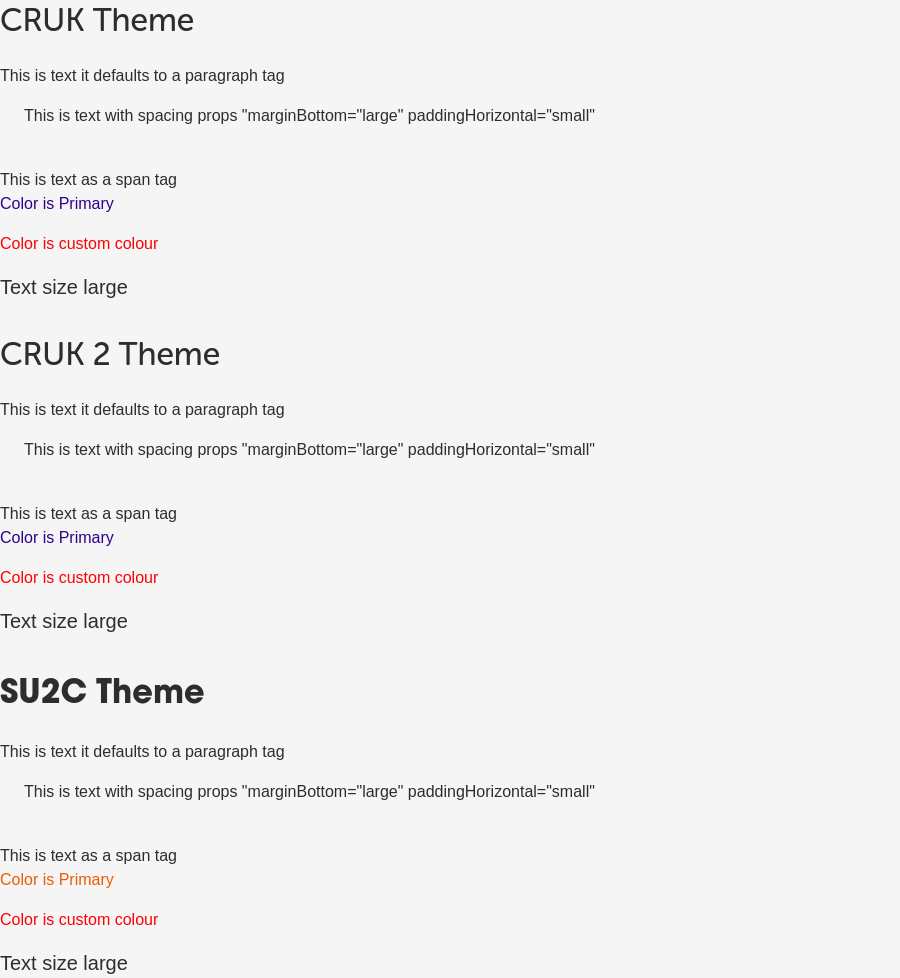 CRUK Theme
This is text it defaults to a paragraph tag
This is text with spacing props "marginBottom="large" paddingHorizontal="small"
This is text as a span tag
Color is Primary
Color is custom colour
Text size large
CRUK 2 Theme
This is text it defaults to a paragraph tag
This is text with spacing props "marginBottom="large" paddingHorizontal="small"
This is text as a span tag
Color is Primary
Color is custom colour
Text size large
SU2C Theme
This is text it defaults to a paragraph tag
This is text with spacing props "marginBottom="large" paddingHorizontal="small"
This is text as a span tag
Color is Primary
Color is custom colour
Text size large